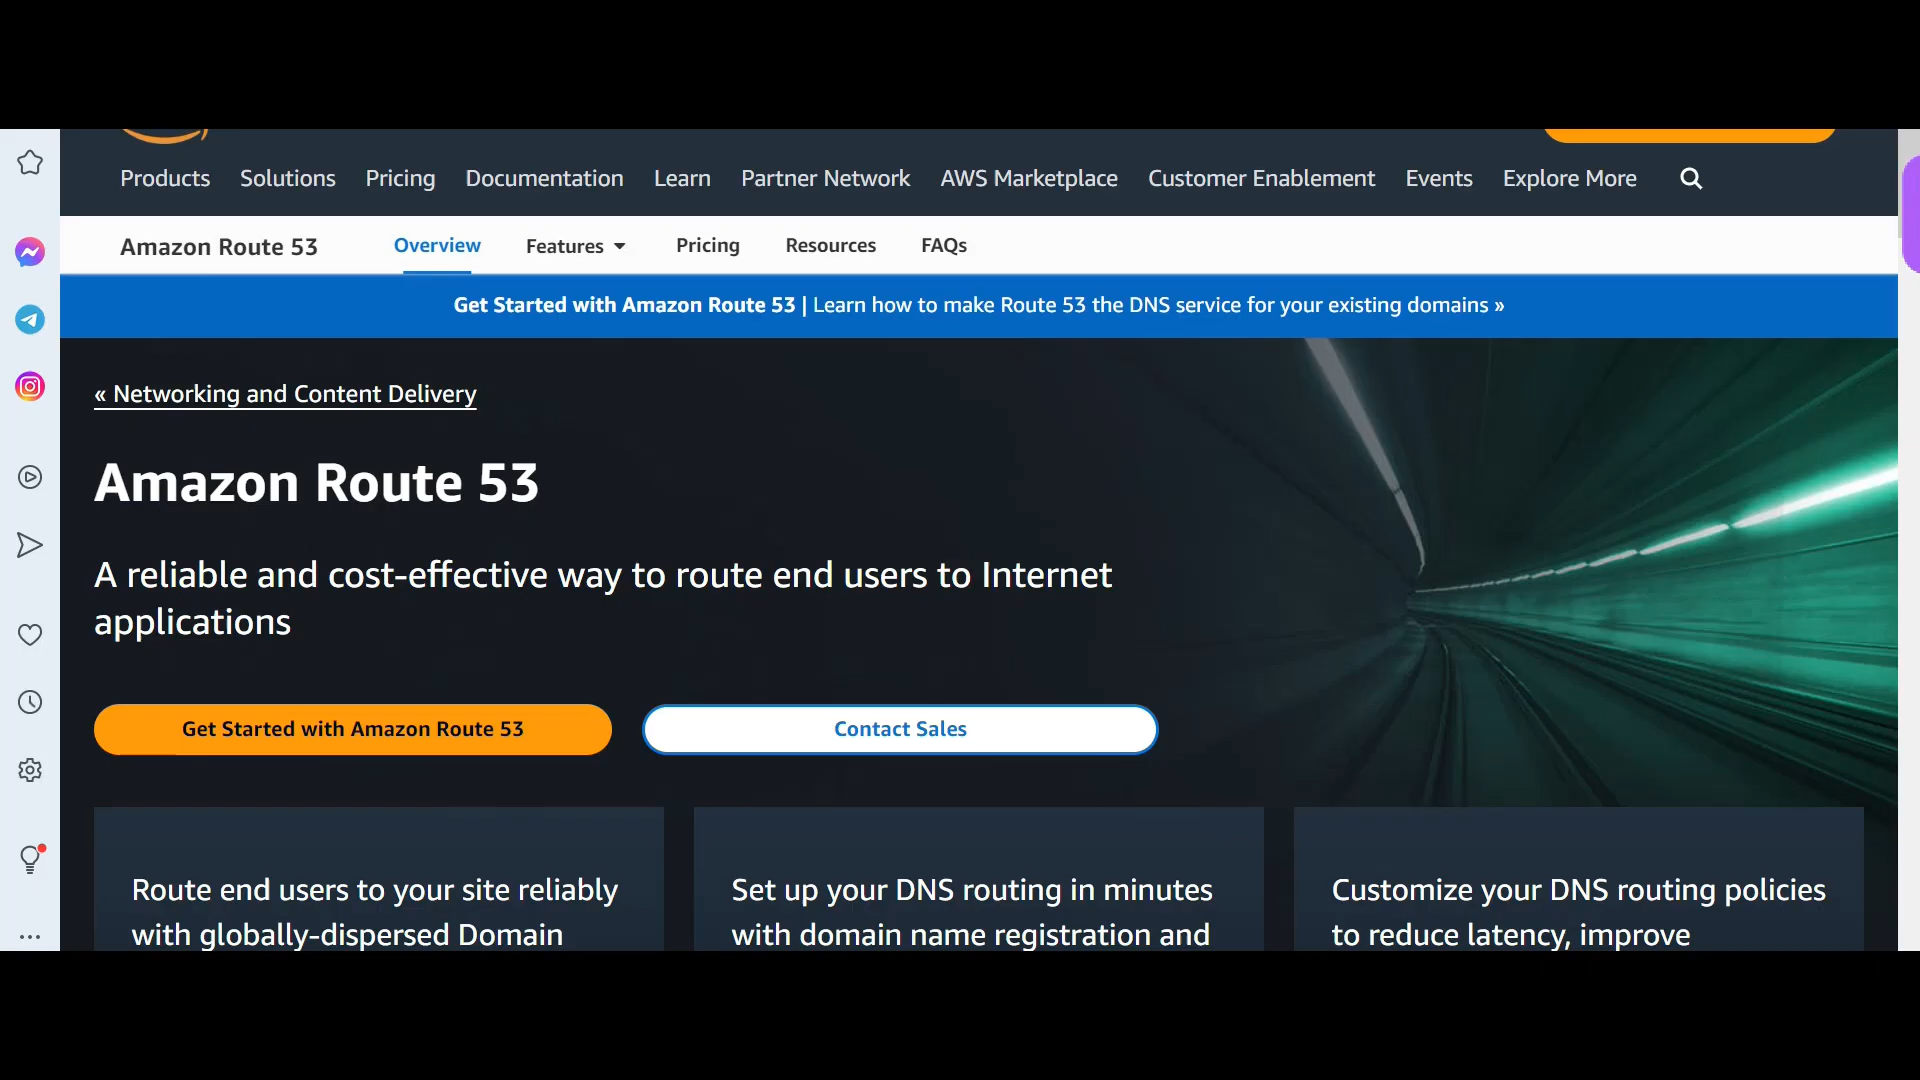 Products Solutions Pricing Documentation Learn Partner Network AWS Marketplace Customer Enablement Events Explore More
Amazon Route 53 Overview Features Pricing Resources FAQs
Get Started with Amazon Route 53 | Learn how to make Route 53 the DNS service for your existing domains »
« Networking and Content Delivery
Amazon Route 53
A reliable and cost-effective way to route end users to Internet
applications
Get Started with Amazon Route 53 Contact Sales
Route end users to your site reliably
with globally-dispersed Domain
Set up your DNS routing in minutes
with domain name registration and
Customize your DNS routing policies
to reduce latency, improve